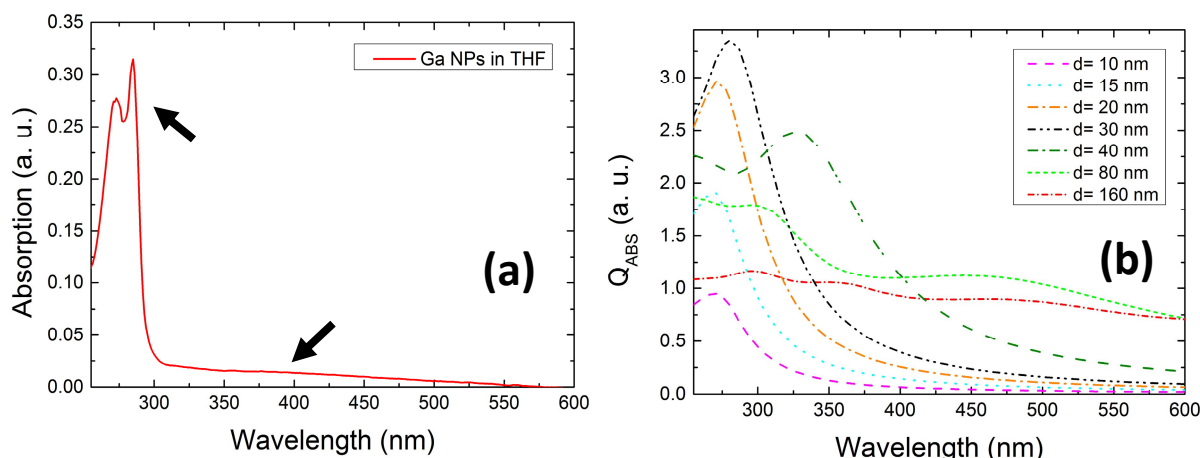 0.35
0.30
0.25
0.20
0.15
0.10
0.05
0.00
Absorption (a. u.)
300
350
400
450
500
550
600
Wavelength (nm)
Ga NPs in THF
(a)
3.0
2.5
2.0
1.5
1.0
0.5
0.0
Q_ABS (a. u.)
300
350
400
450
500
550
600
Wavelength (nm)
d= 10 nm
d= 15 nm
d= 20 nm
d= 30 nm
d= 40 nm
d= 80 nm
d= 160 nm
(b)